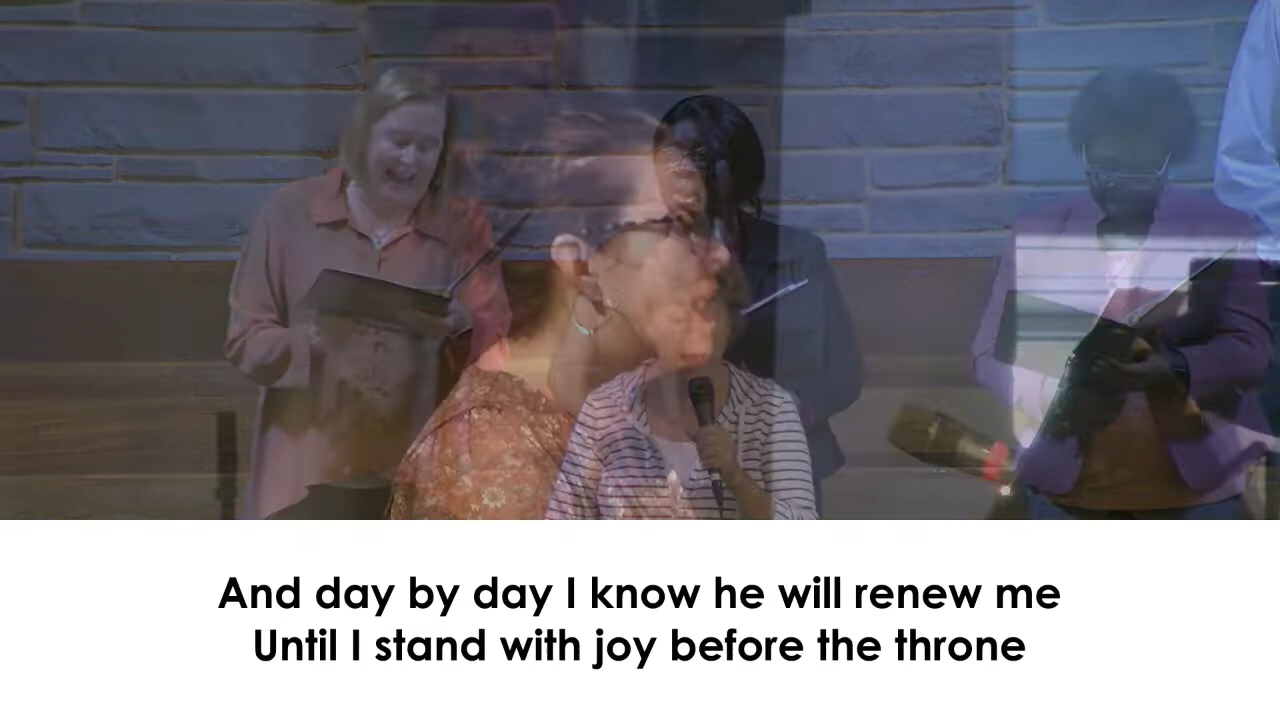 And day by day I know he will renew me
Until I stand with joy before the throne